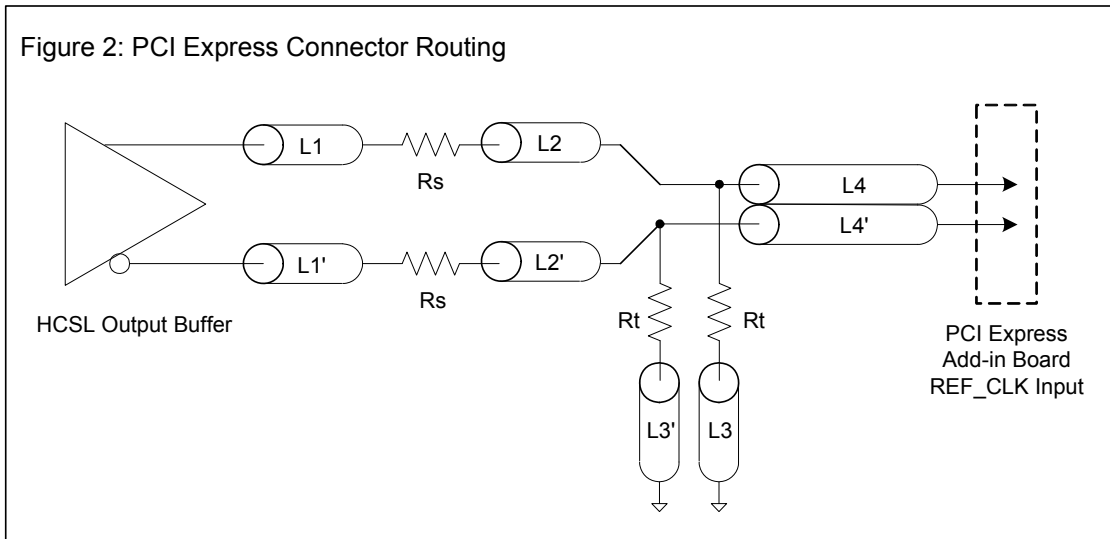 Figure 2: PCI Express Connector Routing
L1
Rs
L2
L4
L4'
L1'
Rs
L2'
HCSL Output Buffer
Rt
Rt
L3'
L3
PCI Express
Add-in Board
REF_CLK Input